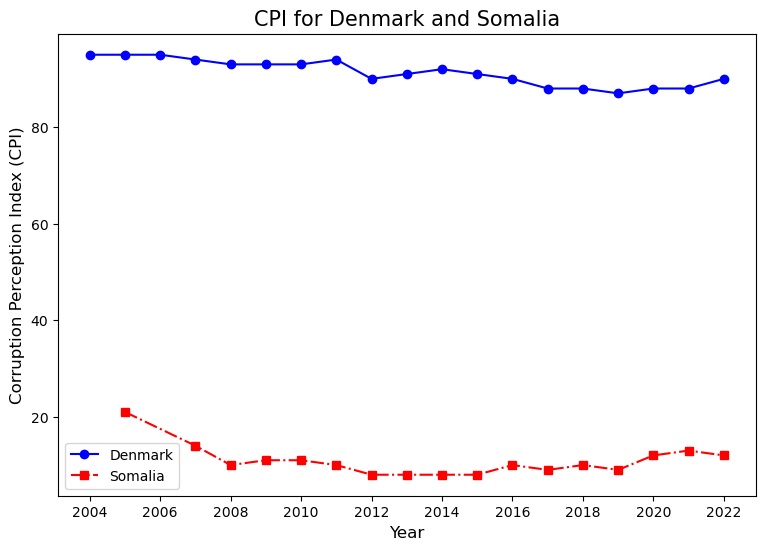 CPI for Denmark and Somalia
Corruption Perception Index (CPI)
80
60
40
20
Denmark
Somalia
2004 2006 2008 2010 2012 2014 2016 2018 2020 2022
Year